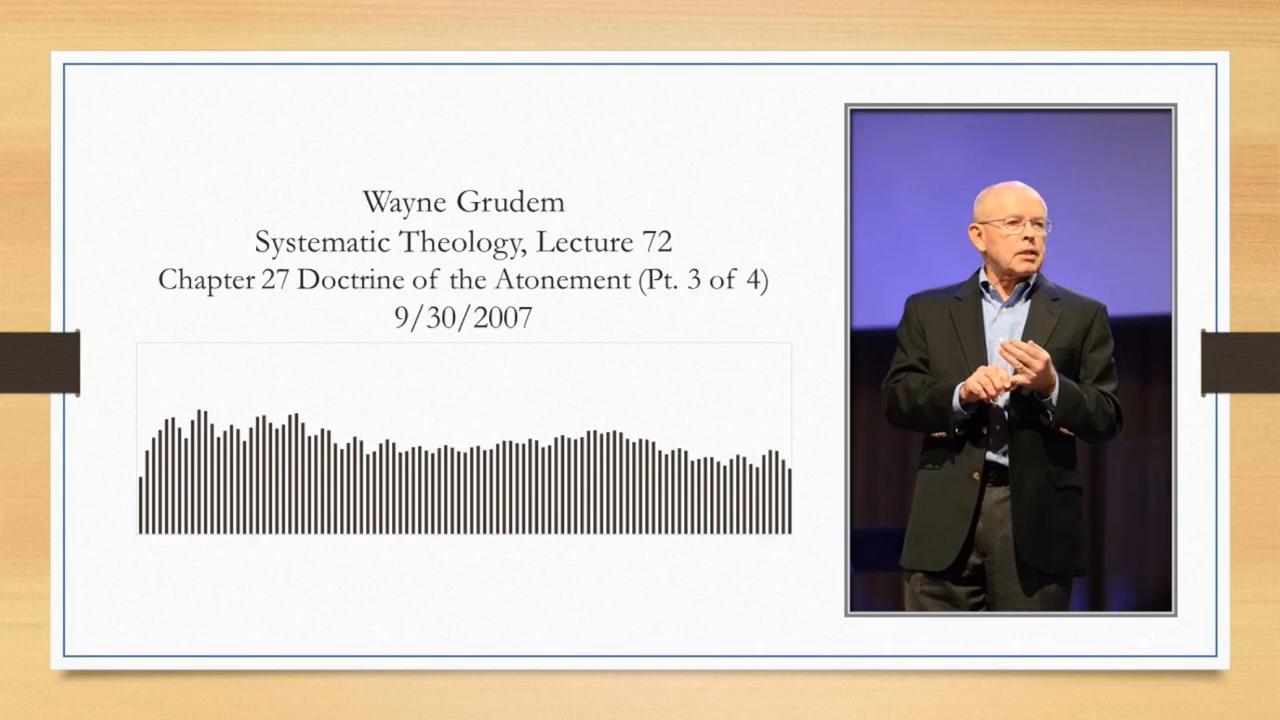 Wayne Grudem
Systematic Theology, Lecture 72
Chapter 27 Doctrine of the Atonement (Pt. 3 of 4)
9/30/2007